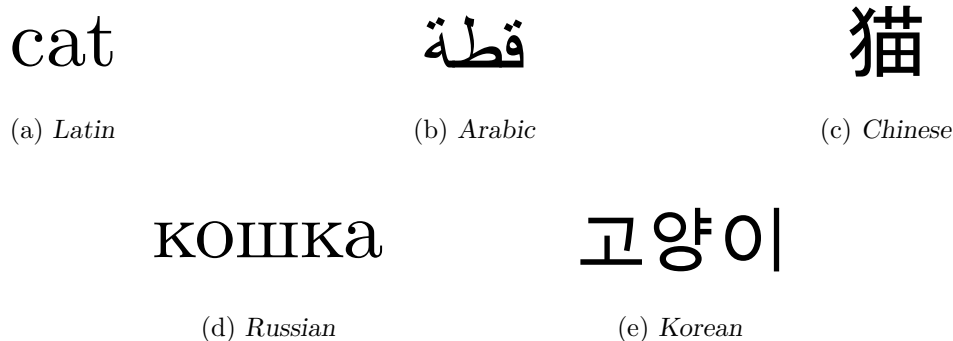 cat قطة 猫
(a) Latin (b) Arabic (c) Chinese
кошка 고양이
(d) Russian (e) Korean